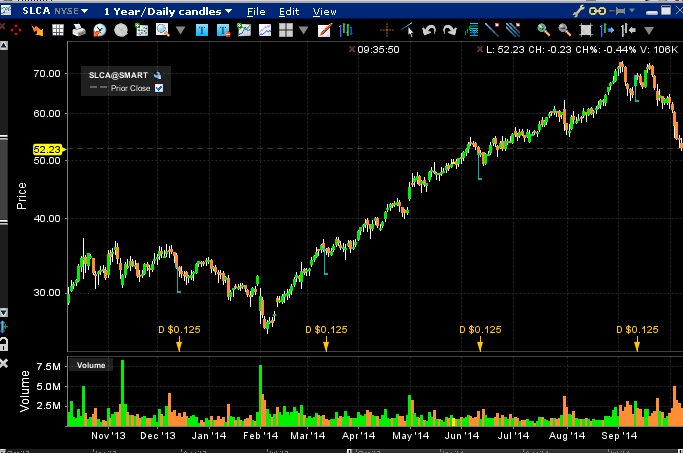 SLCA NYSE 1 Year/Daily candles File Edit View
09:35:50 L: 52.23 CH: -0.23 CH%: -0.44% V: 106K
SLCA@SMART
Prior Close
70.00
60.00
52.23
50.00
40.00
30.00
Price
D $0.125 D $0.125 D $0.125 D $0.125
Volume
7.5M
5.0M
2.5M
Volume
Nov'13 Dec'13 Jan'14 Feb'14 Mar'14 Apr'14 May'14 Jun'14 Jul'14 Aug'14 Sep'14